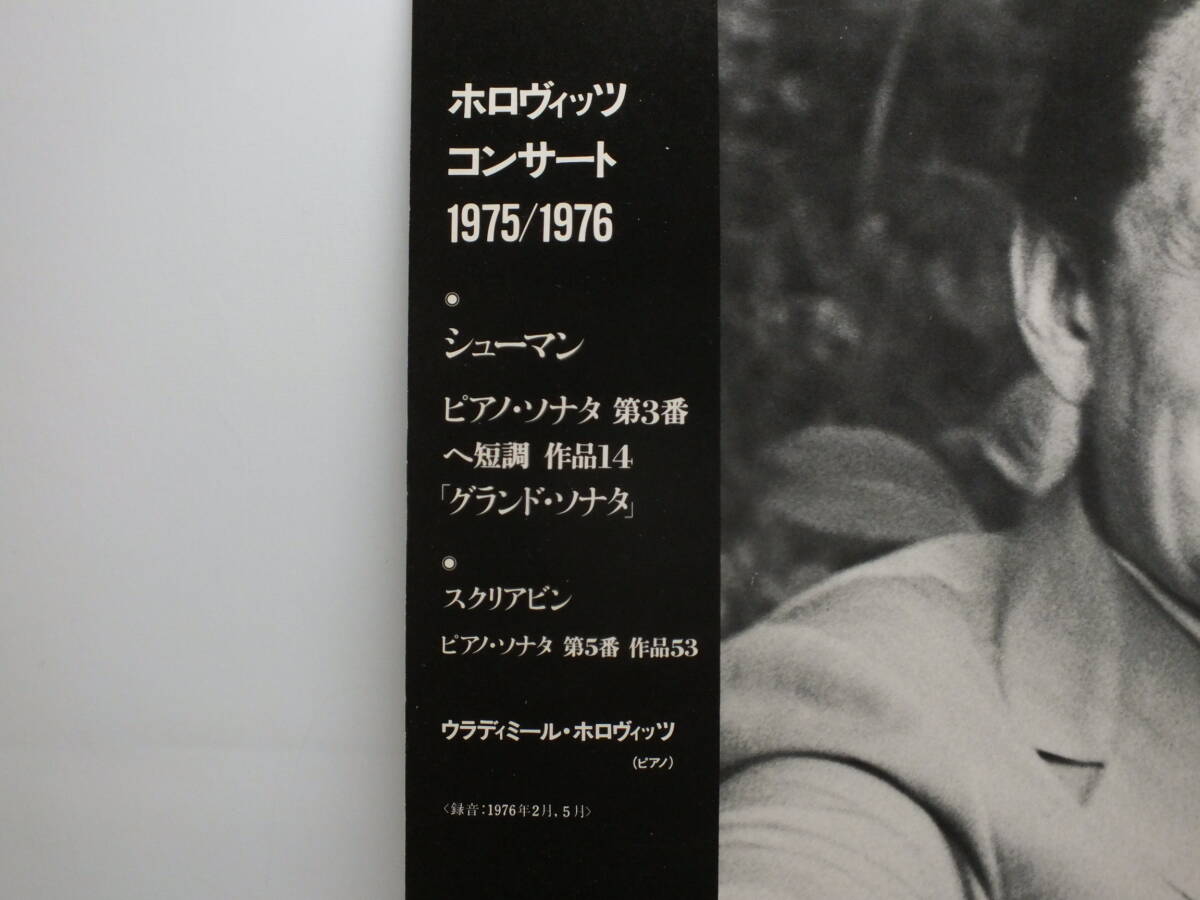 ホロヴィッツ
コンサート
1975/1976
◉
シューマン
ピアノ・ソナタ 第3番
ヘ短調 作品14
「グランド・ソナタ」
◉
スクリアビン
ピアノ・ソナタ 第5番 作品53
ウラディミール・ホロヴィッツ
(ピアノ)
〈録音:1976年2月,5月〉